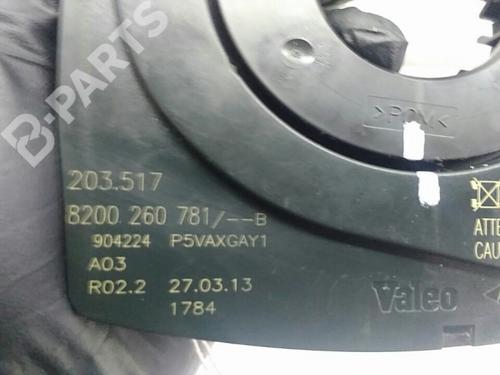 B-PARTS
>POM<
203.517
8200 260 781/--B
904224 P5VAXGAY1
A03
R02.2 27.03.13
1784
ATTE
CAU
Valeo